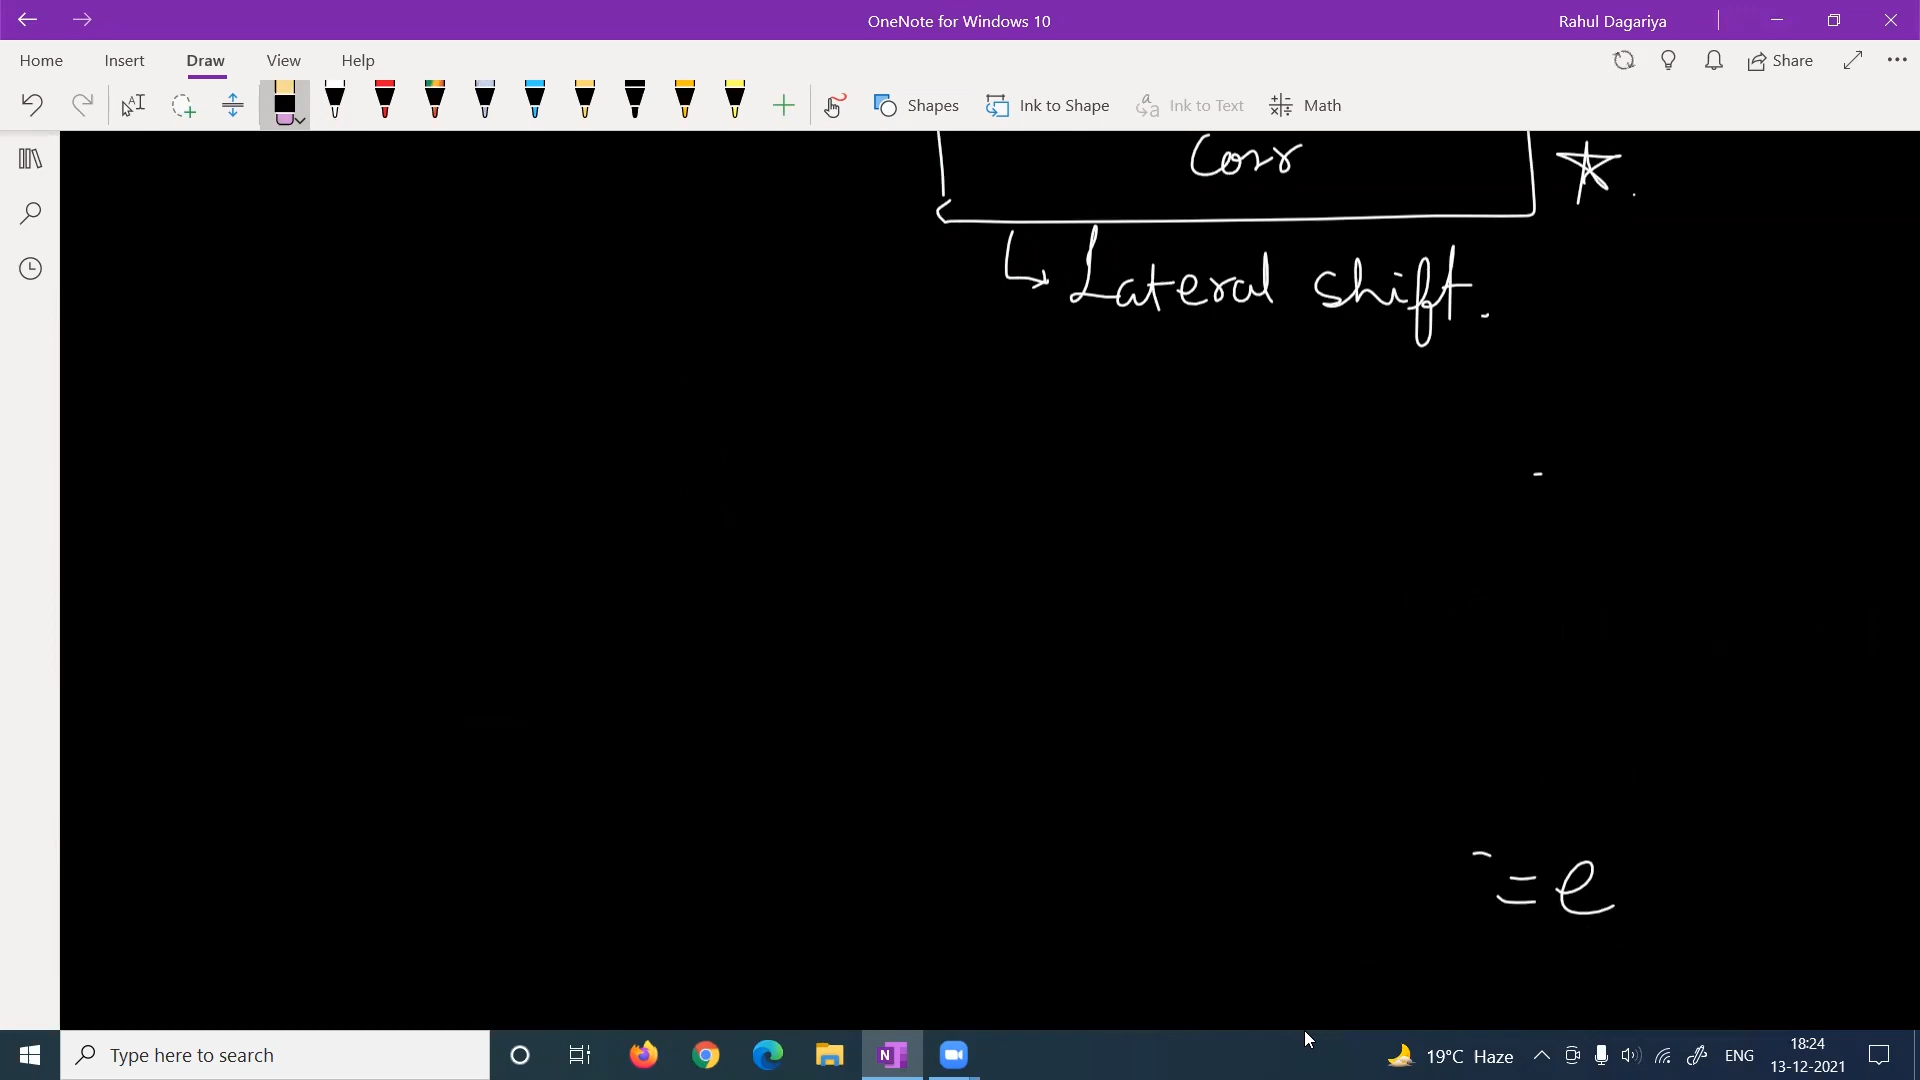 OneNote for Windows 10
Rahul Dagariya
Home Insert Draw View Help
Share
Shapes Ink to Shape Ink to Text Math
Cosr
Lateral shift.
= e
Type here to search
19°C Haze
ENG
18:24
13-12-2021